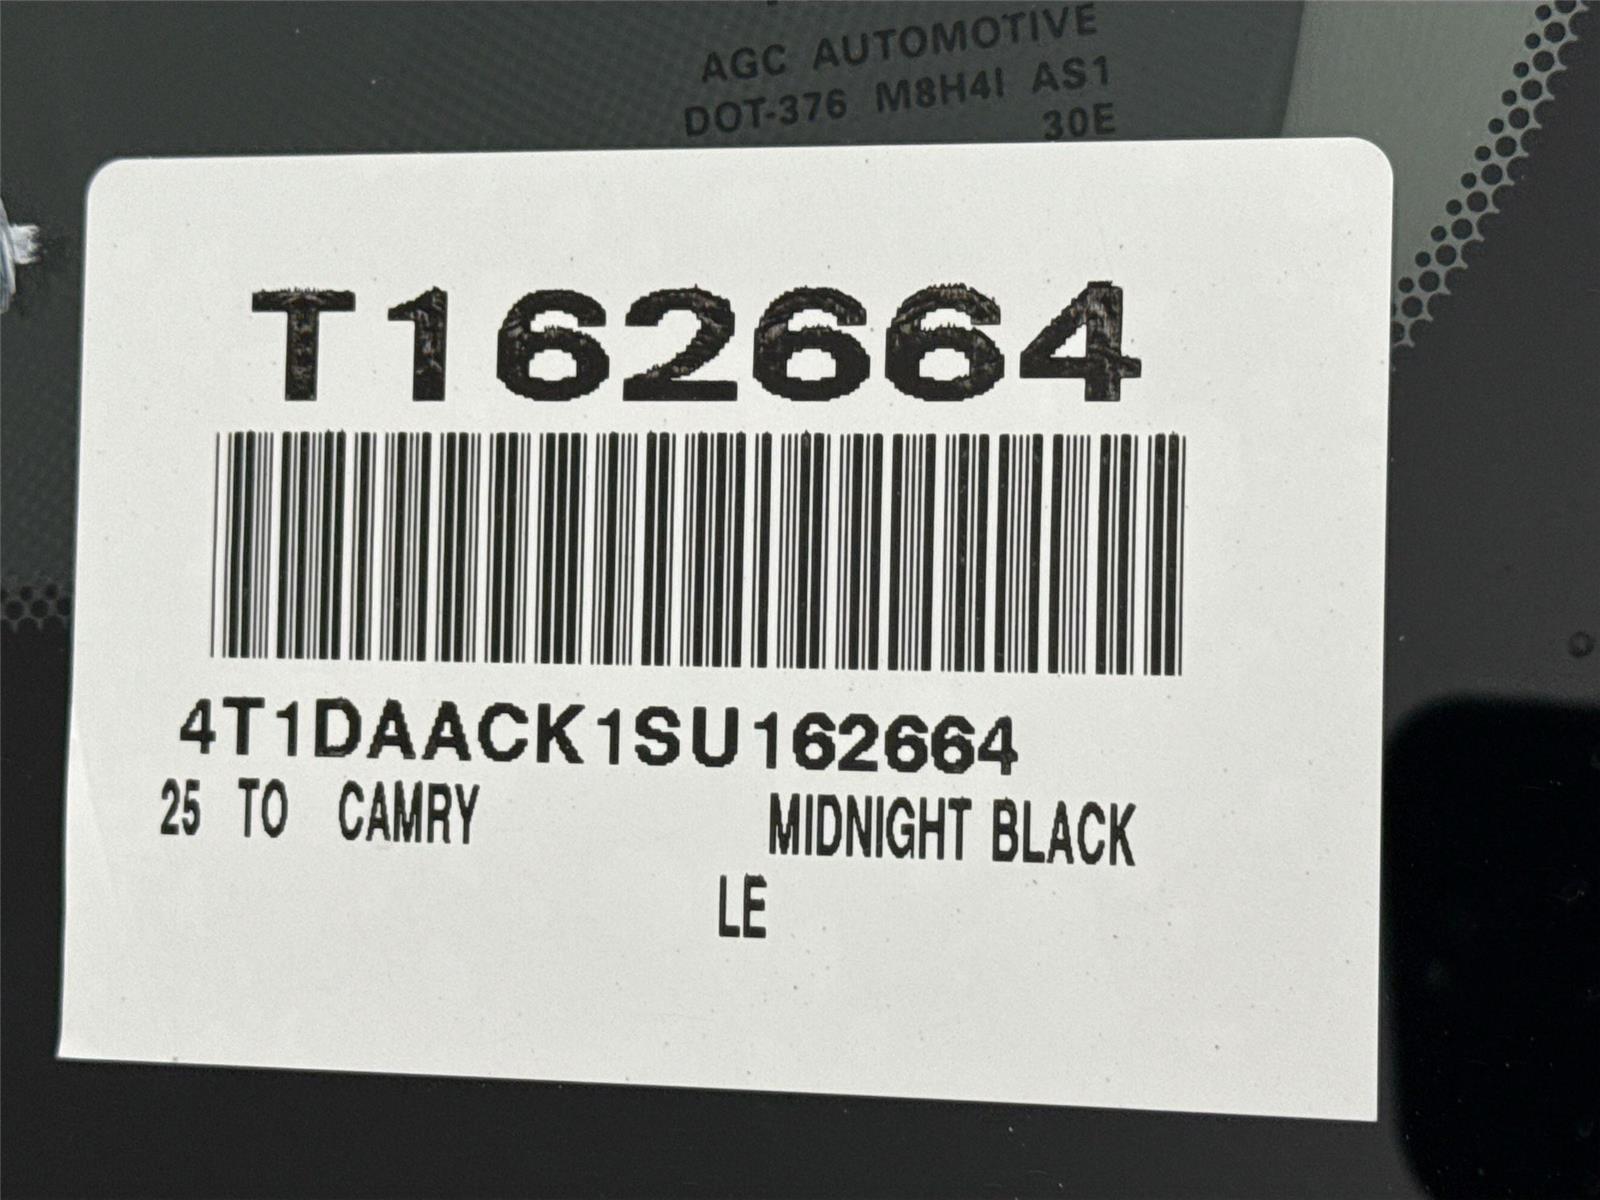 AGC AUTOMOTIVE
DOT-376 M8H4I AS1
30E
T162664
4T1DAACK1SU162664
25 TO CAMRY MIDNIGHT BLACK
LE